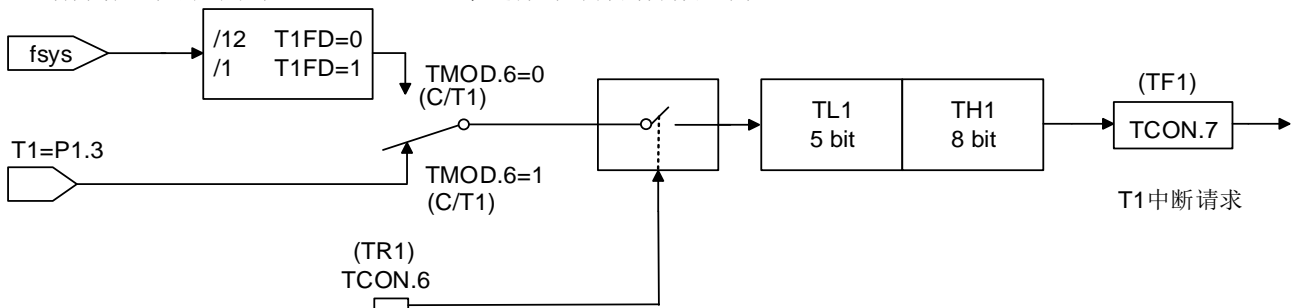 fsys
/12 T1FD=0
/1 T1FD=1
TMOD.6=0
(C/T1)
T1=P1.3
TMOD.6=1
(C/T1)
(TR1)
TCON.6
TL1
5 bit
TH1
8 bit
(TF1)
TCON.7
T1中断请求